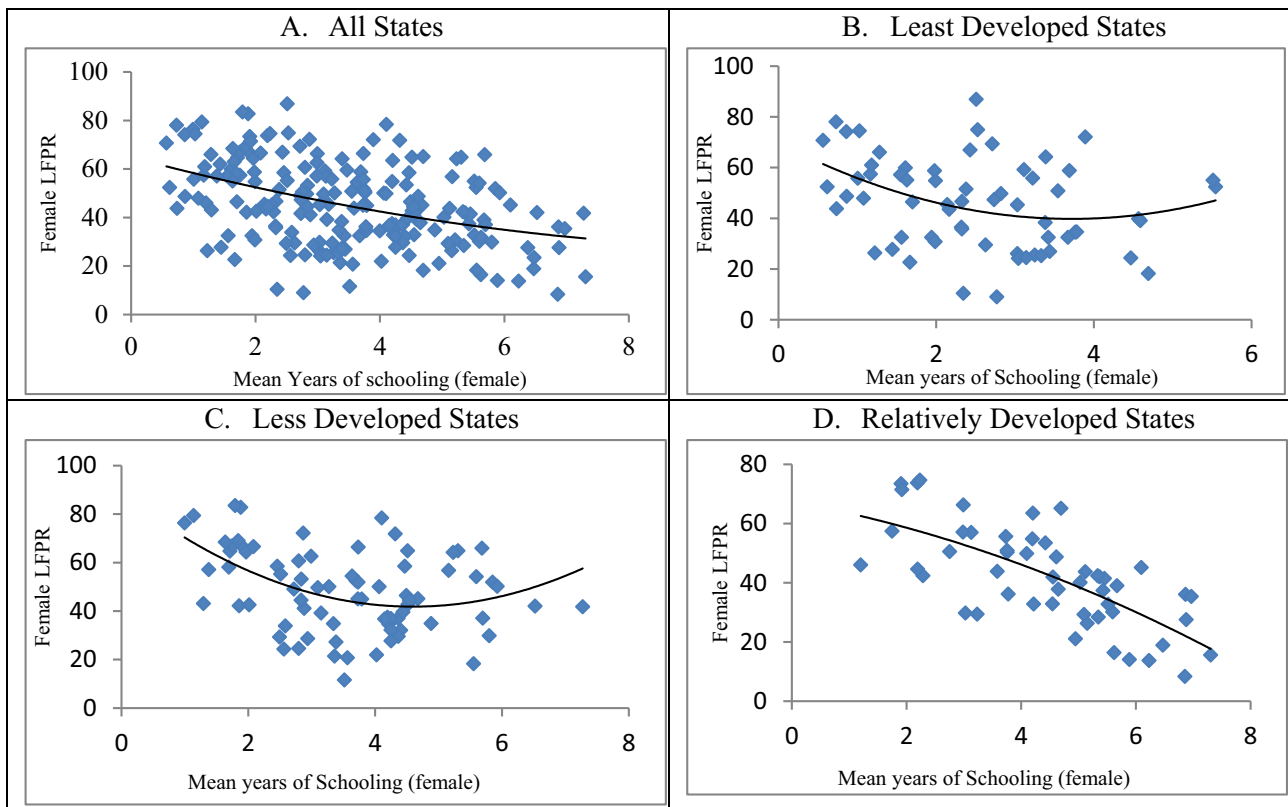 A. All States
100
80
60
40
20
0
Female LFPR
0 2 4 6 8
Mean Years of schooling (female)
B. Least Developed States
100
80
60
40
20
0
Female LFPR
0 2 4 6
Mean years of Schooling (female)
C. Less Developed States
100
80
60
40
20
0
Female LFPR
0 2 4 6 8
Mean years of Schooling (female)
D. Relatively Developed States
80
60
40
20
0
Female LFPR
0 2 4 6 8
Mean years of Schooling (female)